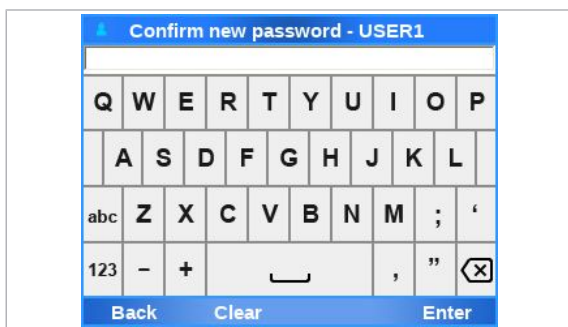 Confirm new password - USER1
Q W E R T Y U I O P
A S D F G H J K L
abc Z X C V B N M ; ‘
123 - + , ”
Back Clear Enter